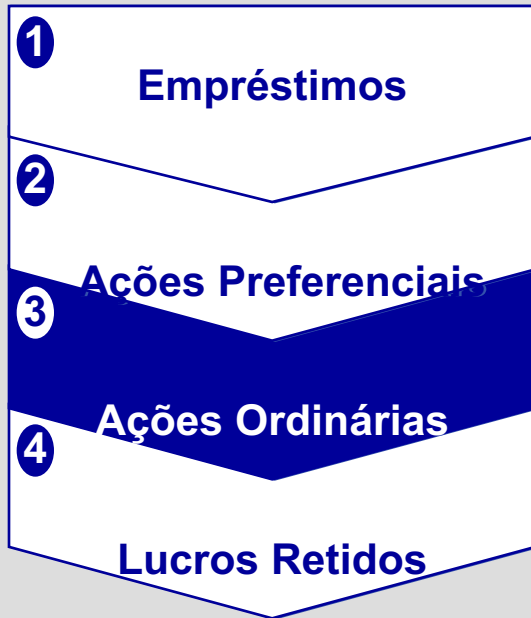 1
Empréstimos
2
Ações Preferenciais
3
Ações Ordinárias
4
Lucros Retidos